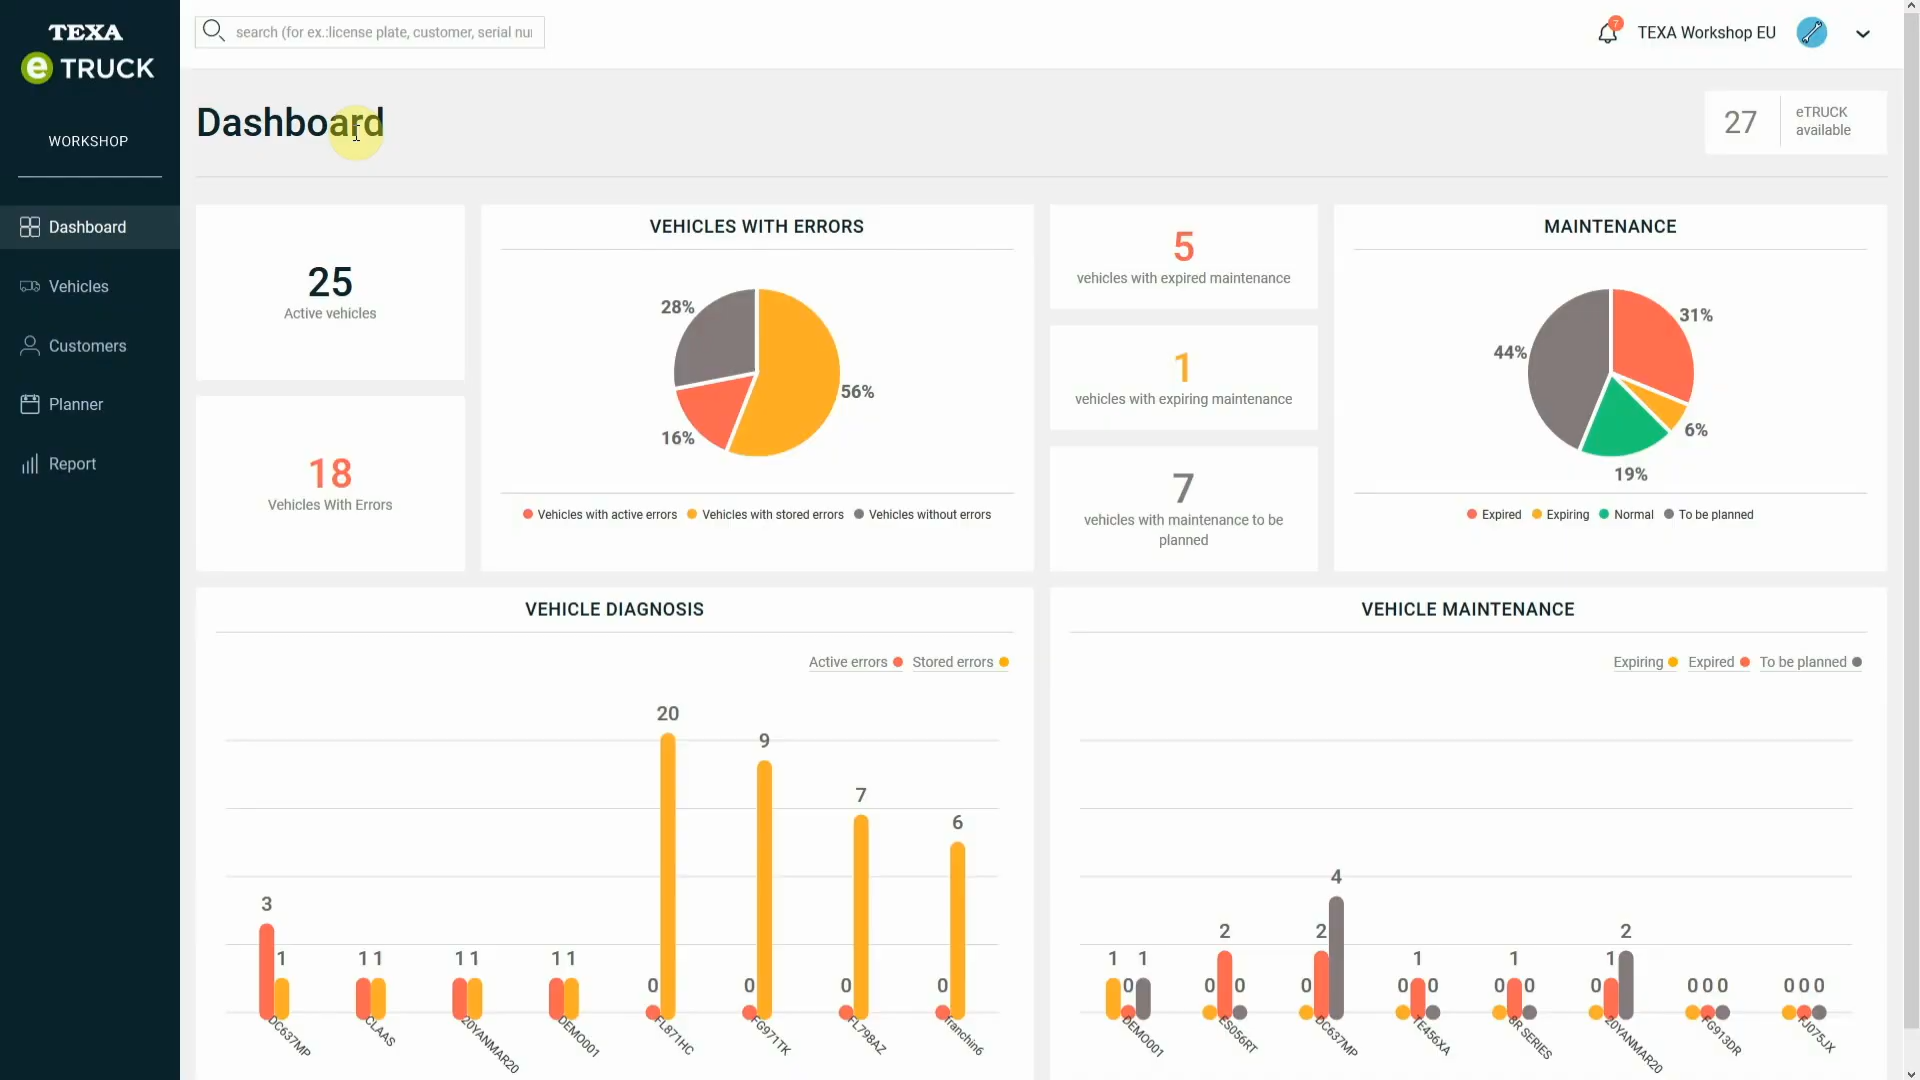 TEXA
e TRUCK
WORKSHOP
Dashboard
Vehicles
Customers
Planner
Report
search (for ex.:license plate, customer, serial nu
7
TEXA Workshop EU
Dashboard
27
eTRUCK
available
25
Active vehicles
18
Vehicles With Errors
VEHICLES WITH ERRORS
28%
56%
16%
Vehicles with active errors Vehicles with stored errors Vehicles without errors
5
vehicles with expired maintenance
1
vehicles with expiring maintenance
7
vehicles with maintenance to be
planned
MAINTENANCE
31%
44%
6%
19%
Expired Expiring Normal To be planned
VEHICLE DIAGNOSIS
Active errors Stored errors
20
9
7
6
3
1 1 1 1 1 1 1
0 0 0 0
DC637MP CLAAS 20YANMAR20 DEMO001 FL871HC FG971TK FL798AZ franchin6
VEHICLE MAINTENANCE
Expiring Expired To be planned
4
2 2 2
1 1 1 1 1
0 0 0 0 0 0 0 0 0 0 0 0 0 0 0
DEMO001 ES056RT DC637MP TE456XA 8R SERIES 20YANMAR20 FG913DR FJ075JX